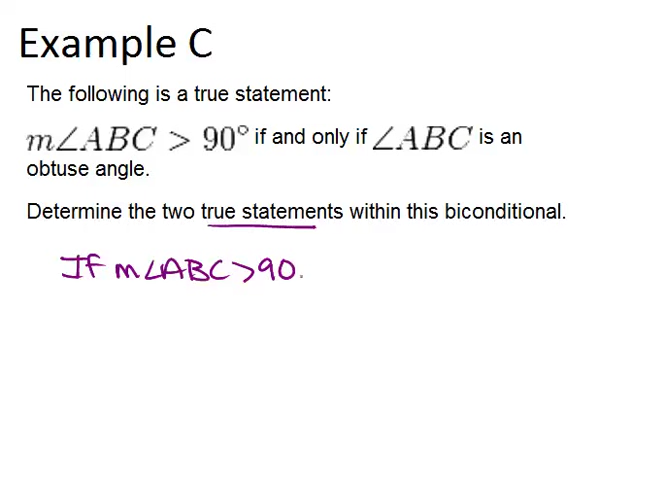 Example C
The following is a true statement:
m∠ABC > 90° if and only if ∠ABC is an
obtuse angle.
Determine the two true statements within this biconditional.
If m∠ABC>90.